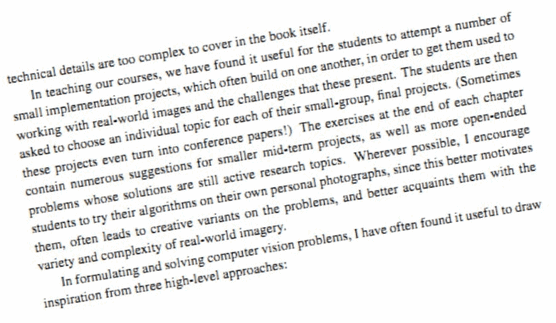 technical details are too complex to cover in the book itself.
In teaching our courses, we have found it useful for the students to attempt a number of
small implementation projects, which often build on one another, in order to get them used to
working with real-world images and the challenges that these present. The students are then
asked to choose an individual topic for each of their small-group, final projects. (Sometimes
these projects even turn into conference papers!) The exercises at the end of each chapter
contain numerous suggestions for smaller mid-term projects, as well as more open-ended
problems whose solutions are still active research topics. Wherever possible, I encourage
students to try their algorithms on their own personal photographs, since this better motivates
them, often leads to creative variants on the problems, and better acquaints them with the
variety and complexity of real-world imagery.
In formulating and solving computer vision problems, I have often found it useful to draw
inspiration from three high-level approaches: